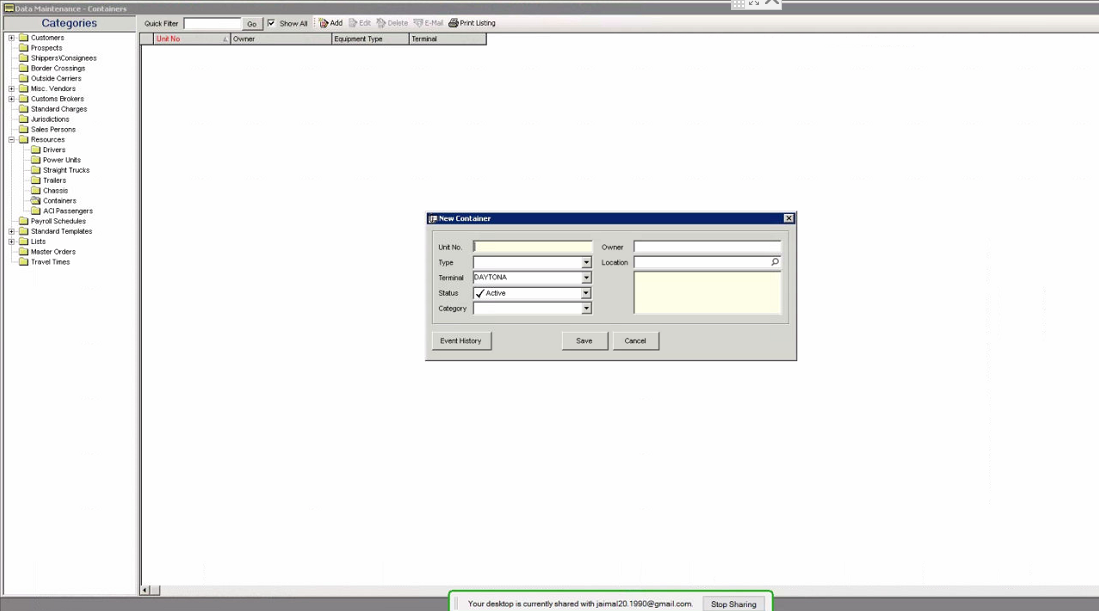 Data Maintenance - Containers
Categories
Quick Filter Go Show All Add Edit Delete E-Mail Print Listing
Unit No Owner Equipment Type Terminal
Customers
Prospects
Shippers\Consignees
Border Crossings
Outside Carriers
Misc. Vendors
Customs Brokers
Standard Charges
Jurisdictions
Sales Persons
Resources
Drivers
Power Units
Straight Trucks
Trailers
Chassis
Containers
ACI Passengers
Payroll Schedules
Standard Templates
Lists
Master Orders
Travel Times
New Container
Unit No. Owner
Type Location
Terminal DAYTONA
Status Active
Category
Event History Save Cancel
Your desktop is currently shared with jaimal20.1990@gmail.com. Stop Sharing